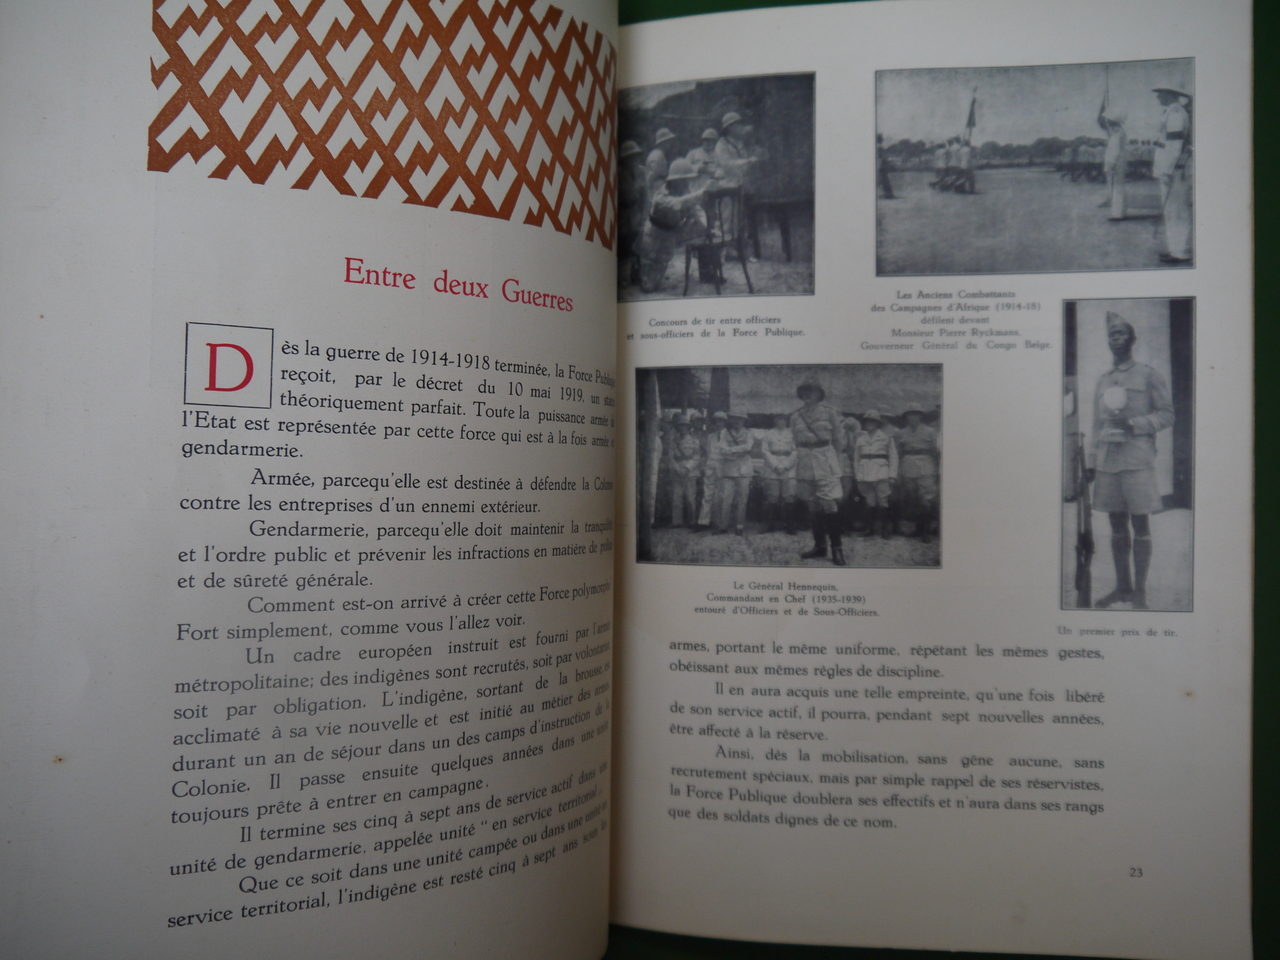 Entre deux Guerres
Dès la guerre de 1914-1918 terminée, la Force Publique
reçoit, par le décret du 10 mai 1919, un statut
théoriquement parfait. Toute la puissance armée de
l'Etat est représentée par cette force qui est à la fois armée et
gendarmerie.
Armée, parcequ'elle est destinée à défendre la Colonie
contre les entreprises d'un ennemi extérieur.
Gendarmerie, parcequ'elle doit maintenir la tranquillité
et l'ordre public et prévenir les infractions en matière de police
et de sûreté générale.
Comment est-on arrivé à créer cette Force polymorphe
Fort simplement, comme vous l'allez voir.
Un cadre européen instruit est fourni par l'armée
métropolitaine; des indigènes sont recrutés, soit par volontariat
soit par obligation. L'indigène, sortant de la brousse, est
acclimaté à sa vie nouvelle et est initié au métier des armes
durant un an de séjour dans un des camps d'instruction de la
Colonie. Il passe ensuite quelques années dans une unité
toujours prête à entrer en campagne.
Il termine ses cinq à sept ans de service actif dans une
unité de gendarmerie, appelée unité " en service territorial ".
Que ce soit dans une unité campée ou dans une unité en
service territorial, l'indigène est resté cinq à sept ans sous les
Concours de tir entre officiers
et sous-officiers de la Force Publique.
Les Anciens Combattants
des Campagnes d'Afrique (1914-18)
défilent devant
Monsieur Pierre Ryckmans,
Gouverneur Général du Congo Belge.
Le Général Hennequin,
Commandant en Chef (1935-1939)
entouré d'Officiers et de Sous-Officiers.
Un premier prix de tir.
armes, portant le même uniforme, répétant les mêmes gestes,
obéissant aux mêmes règles de discipline.
Il en aura acquis une telle empreinte, qu'une fois libéré
de son service actif, il pourra, pendant sept nouvelles années,
être affecté à la réserve.
Ainsi, dès la mobilisation, sans gêne aucune, sans
recrutement spéciaux, mais par simple rappel de ses réservistes,
la Force Publique doublera ses effectifs et n'aura dans ses rangs
que des soldats dignes de ce nom.
23